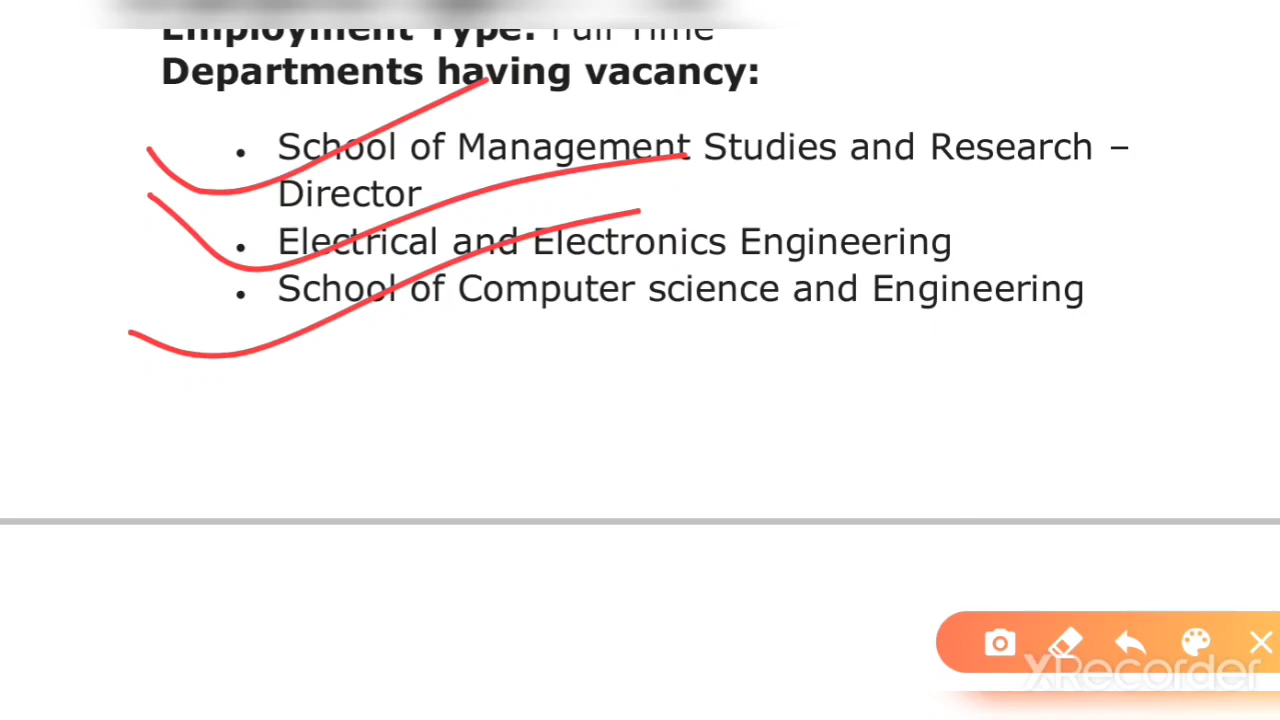 Employment Type: Full Time
Departments having vacancy:
• School of Management Studies and Research –
Director
• Electrical and Electronics Engineering
• School of Computer science and Engineering
XRecorder